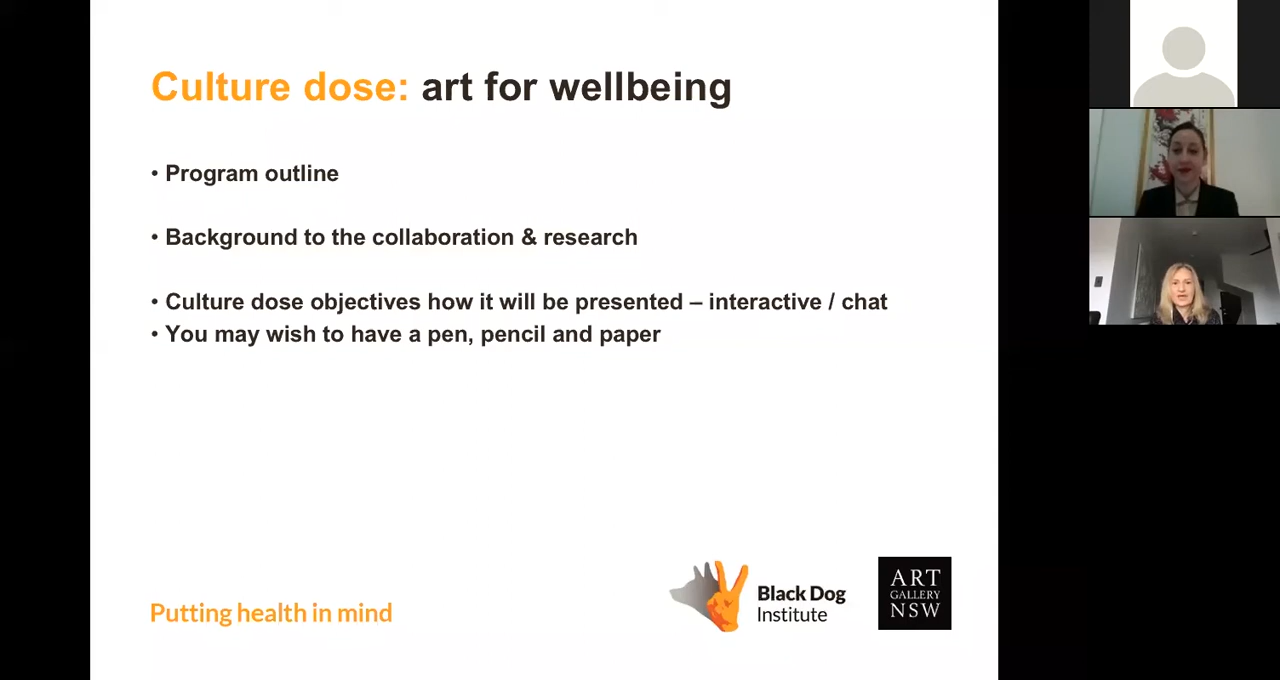 Culture dose: art for wellbeing
• Program outline
• Background to the collaboration & research
• Culture dose objectives how it will be presented – interactive / chat
• You may wish to have a pen, pencil and paper
Putting health in mind
Black Dog
Institute
ART
GALLERY
NSW